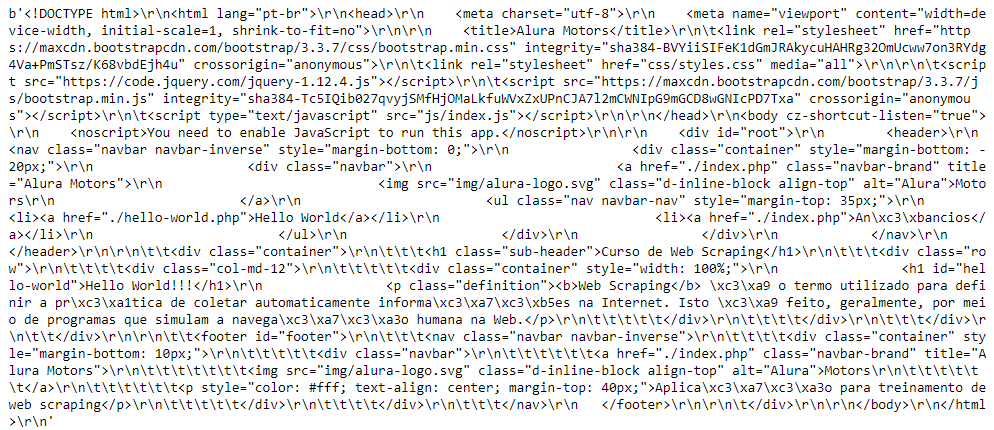 b'<!DOCTYPE html>\r\n<html lang="pt-br">\r\n<head>\r\n    <meta charset="utf-8">\r\n    <meta name="viewport" content="width=de
vice-width, initial-scale=1, shrink-to-fit=no">\r\n\r\n    <title>Alura Motors</title>\r\n\t<link rel="stylesheet" href="http
s://maxcdn.bootstrapcdn.com/bootstrap/3.3.7/css/bootstrap.min.css" integrity="sha384-BVYiiSIFeK1dGmJRAkycuHAHRg32OmUcww7on3RYdg
4Va+PmSTsz/K68vbdEjh4u" crossorigin="anonymous">\r\n\t<link rel="stylesheet" href="css/styles.css" media="all">\r\n\r\n\t<scrip
t src="https://code.jquery.com/jquery-1.12.4.js"></script>\r\n\t<script src="https://maxcdn.bootstrapcdn.com/bootstrap/3.3.7/j
s/bootstrap.min.js" integrity="sha384-Tc5IQib027qvyjSMfHjOMaLkfuWVxZxUPnCJA7l2mCWNIpG9mGCD8wGNIcPD7Txa" crossorigin="anonymou
s"></script>\r\n\t<script type="text/javascript" src="js/index.js"></script>\r\n\r\n</head>\r\n<body cz-shortcut-listen="true">
\r\n    <noscript>You need to enable JavaScript to run this app.</noscript>\r\n\r\n    <div id="root">\r\n        <header>\r\n
<nav class="navbar navbar-inverse" style="margin-bottom: 0;">\r\n                <div class="container" style="margin-bottom: -
20px;">\r\n                    <div class="navbar">\r\n                        <a href="./index.php" class="navbar-brand" title
="Alura Motors">\r\n                            <img src="img/alura-logo.svg" class="d-inline-block align-top" alt="Alura">Moto
rs\r\n                        </a>\r\n                        <ul class="nav navbar-nav" style="margin-top: 35px;">\r\n
<li><a href="./hello-world.php">Hello World</a></li>\r\n                            <li><a href="./index.php">An\xc3\xbancios</
a></li>\r\n                        </ul>\r\n                    </div>\r\n                </div>\r\n            </nav>\r\n
</header>\r\n\r\n\t\t<div class="container">\r\n\t\t\t<h1 class="sub-header">Curso de Web Scraping</h1>\r\n\t\t\t<div class="ro
w">\r\n\t\t\t\t<div class="col-md-12">\r\n\t\t\t\t\t<div class="container" style="width: 100%;">\r\n                <h1 id="hel
lo-world">Hello World!!!</h1>\r\n                <p class="definition"><b>Web Scraping</b> \xc3\xa9 o termo utilizado para defi
nir a pr\xc3\xa1tica de coletar automaticamente informa\xc3\xa7\xc3\xb5es na Internet. Isto \xc3\xa9 feito, geralmente, por mei
o de programas que simulam a navega\xc3\xa7\xc3\xa3o humana na Web.</p>\r\n\t\t\t\t\t</div>\r\n\t\t\t\t</div>\r\n\t\t\t</div>\r
\n\t\t</div>\r\n\r\n\t\t<footer id="footer">\r\n\t\t\t<nav class="navbar navbar-inverse">\r\n\t\t\t\t<div class="container" sty
le="margin-bottom: 10px;">\r\n\t\t\t\t\t<div class="navbar">\r\n\t\t\t\t\t\t<a href="./index.php" class="navbar-brand" title="A
lura Motors">\r\n\t\t\t\t\t\t\t<img src="img/alura-logo.svg" class="d-inline-block align-top" alt="Alura">Motors\r\n\t\t\t\t\t
\t</a>\r\n\t\t\t\t\t\t<p style="color: #fff; text-align: center; margin-top: 40px;">Aplica\xc3\xa7\xc3\xa3o para treinamento de
web scraping</p>\r\n\t\t\t\t\t</div>\r\n\t\t\t\t</div>\r\n\t\t\t</nav>\r\n   </footer>\r\n\r\n\t</div>\r\n\r\n</body>\r\n</html
>\r\n'